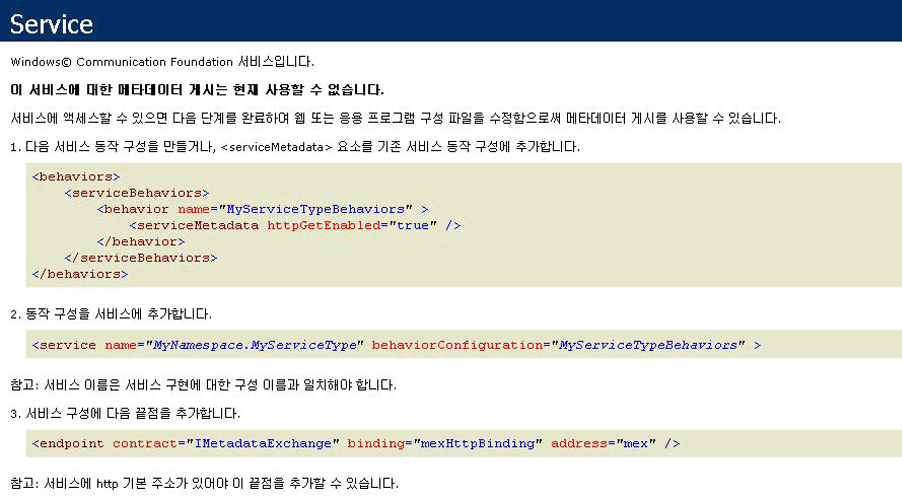 Service
Windows© Communication Foundation 서비스입니다.
이 서비스에 대한 메타데이터 게시는 현재 사용할 수 없습니다.
서비스에 액세스할 수 있으면 다음 단계를 완료하여 웹 또는 응용 프로그램 구성 파일을 수정함으로써 메타데이터 게시를 사용할 수 있습니다.
1. 다음 서비스 동작 구성을 만들거나, <serviceMetadata> 요소를 기존 서비스 동작 구성에 추가합니다.
<behaviors>
<serviceBehaviors>
<behavior name="MyServiceTypeBehaviors" >
<serviceMetadata httpGetEnabled="true" />
</behavior>
</serviceBehaviors>
</behaviors>
2. 동작 구성을 서비스에 추가합니다.
<service name="MyNamespace.MyServiceType" behaviorConfiguration="MyServiceTypeBehaviors" >
참고: 서비스 이름은 서비스 구현에 대한 구성 이름과 일치해야 합니다.
3. 서비스 구성에 다음 끝점을 추가합니다.
<endpoint contract="IMetadataExchange" binding="mexHttpBinding" address="mex" />
참고: 서비스에 http 기본 주소가 있어야 이 끝점을 추가할 수 있습니다.